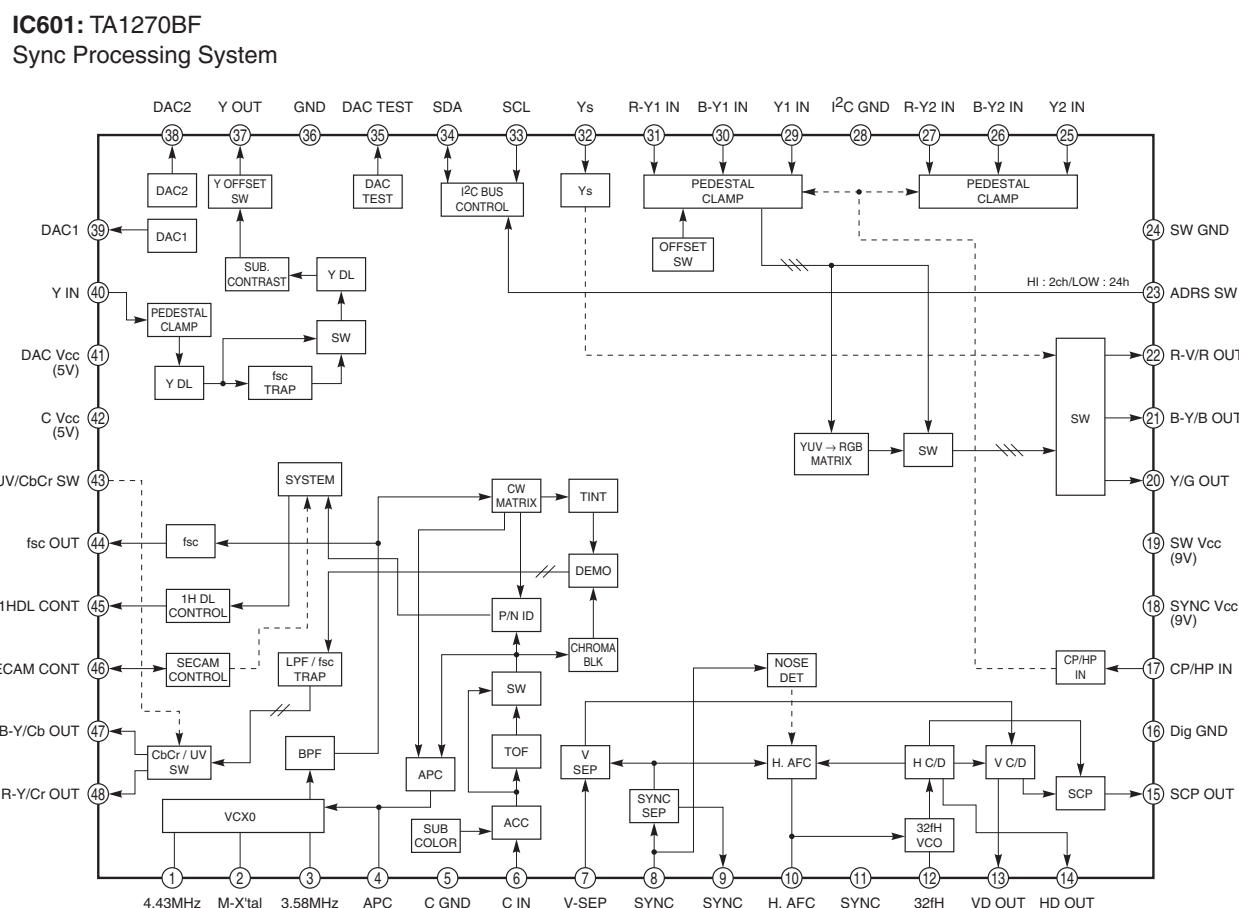 IC601: TA1270BF
Sync Processing System
DAC2 Y OUT GND DAC TEST SDA SCL Ys R-Y1 IN B-Y1 IN Y1 IN I2C GND R-Y2 IN B-Y2 IN Y2 IN
38 37 36 35 34 33 32 31 30 29 28 27 26 25
DAC2
Y OFFSET
SW
DAC
TEST
I2C BUS
CONTROL
Ys
PEDESTAL
CLAMP
PEDESTAL
CLAMP
DAC1 39
DAC1
OFFSET
SW
24 SW GND
SUB.
CONTRAST
Y DL
Y IN 40
HI : 2ch/LOW : 24h
23 ADRS SW
PEDESTAL
CLAMP
SW
DAC Vcc
(5V)
41
Y DL
fsc
TRAP
22 R-V/R OUT
C Vcc
(5V)
42
YUV → RGB
MATRIX
SW
SW
21 B-Y/B OUT
UV/CbCr SW 43
SYSTEM
CW
MATRIX
TINT
20 Y/G OUT
fsc OUT 44
fsc
DEMO
19 SW Vcc
(9V)
1HDL CONT 45
1H DL
CONTROL
P/N ID
18 SYNC Vcc
(9V)
SECAM CONT 46
SECAM
CONTROL
LPF / fsc
TRAP
CHROMA
BLK
NOSE
DET
CP/HP
IN
17 CP/HP IN
SW
B-Y/Cb OUT 47
CbCr / UV
SW
BPF
TOF
V
SEP
H. AFC
H C/D
V C/D
16 Dig GND
APC
R-Y/Cr OUT 48
SYNC
SEP
SCP
15 SCP OUT
VCX0
SUB
COLOR
ACC
32fH
VCO
1 2 3 4 5 6 7 8 9 10 11 12 13 14
4.43MHz M-X'tal 3.58MHz APC C GND C IN V-SEP SYNC SYNC H. AFC SYNC 32fH VD OUT HD OUT